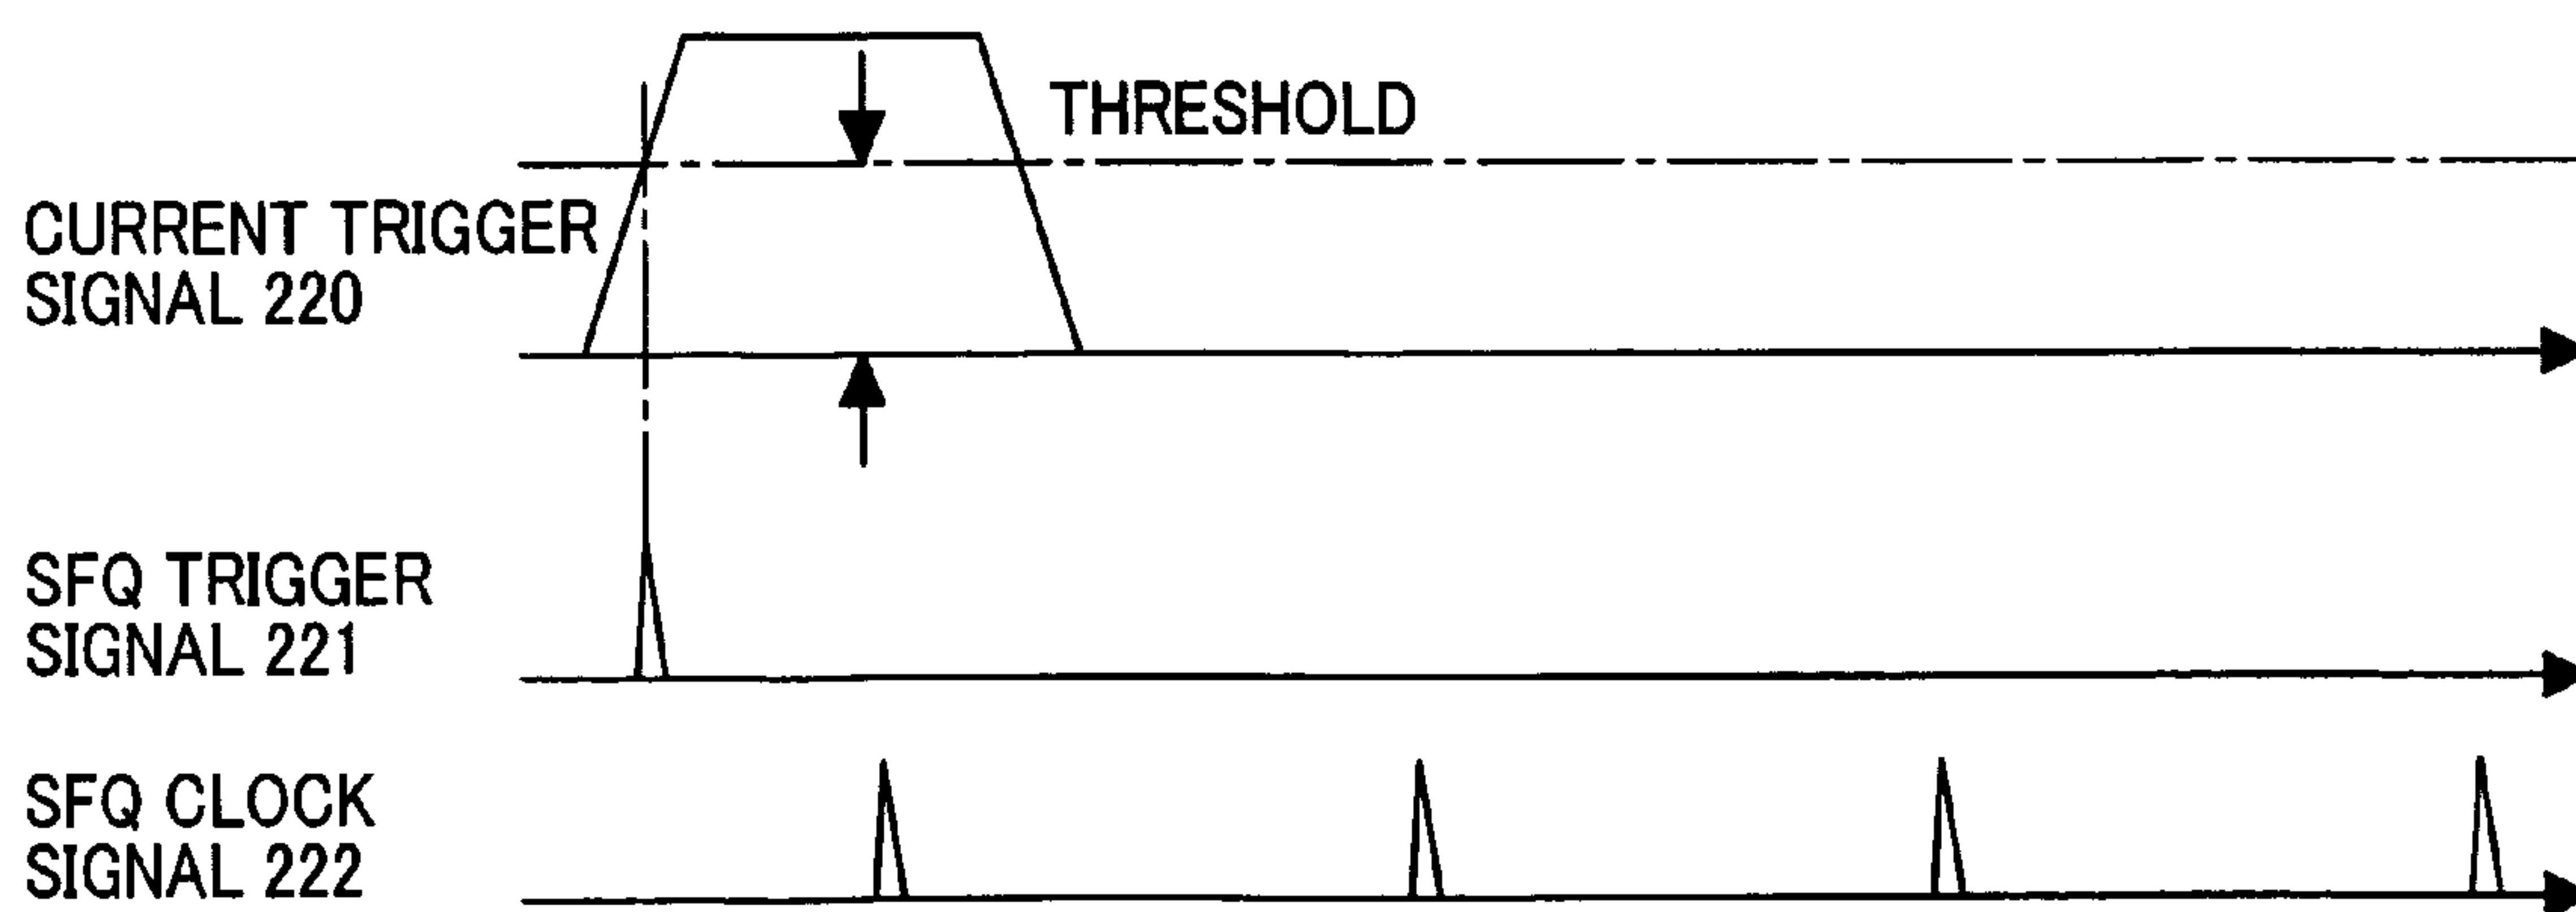 THRESHOLD
CURRENT TRIGGER
SIGNAL 220
SFQ TRIGGER
SIGNAL 221
SFQ CLOCK
SIGNAL 222